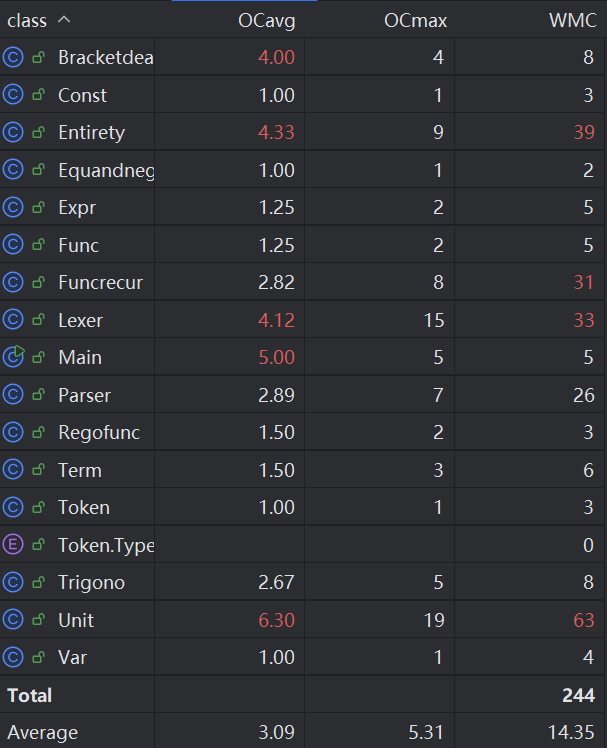 class OCavg OCmax WMC
Bracketdea 4.00 4 8
Const 1.00 1 3
Entirety 4.33 9 39
Equandneg 1.00 1 2
Expr 1.25 2 5
Func 1.25 2 5
Funcrecur 2.82 8 31
Lexer 4.12 15 33
Main 5.00 5 5
Parser 2.89 7 26
Regofunc 1.50 2 3
Term 1.50 3 6
Token 1.00 1 3
Token.Type 0
Trigono 2.67 5 8
Unit 6.30 19 63
Var 1.00 1 4
Total 244
Average 3.09 5.31 14.35